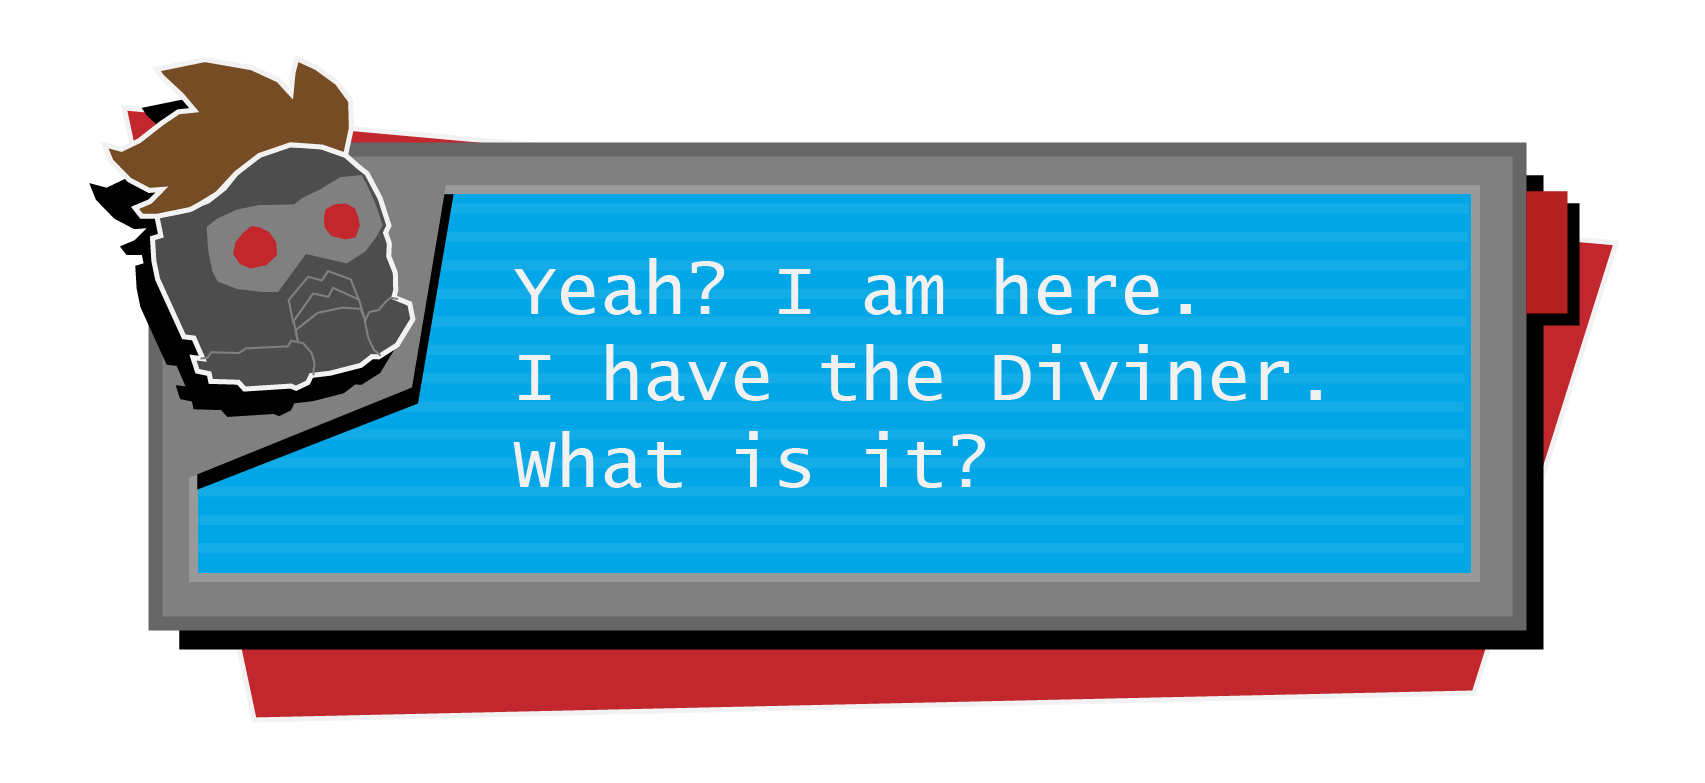 Yeah? I am here.
I have the Diviner.
What is it?